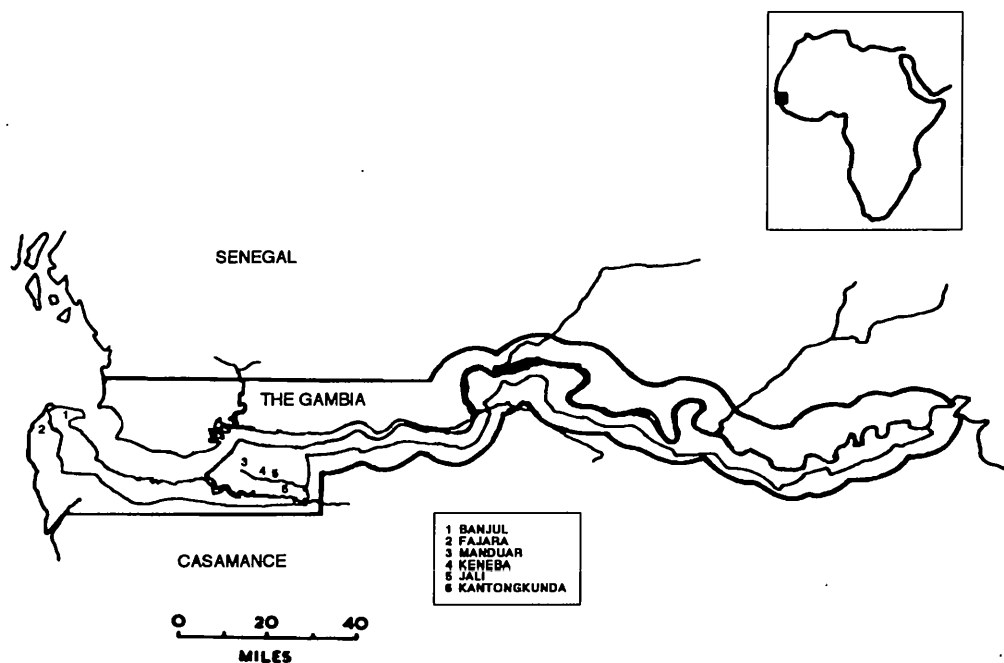 SENEGAL
THE GAMBIA
1
2
3
4 5
6
CASAMANCE
1 BANJUL
2 FAJARA
3 MANDUAR
4 KENEBA
5 JALI
6 KANTONGKUNDA
0 20 40
MILES